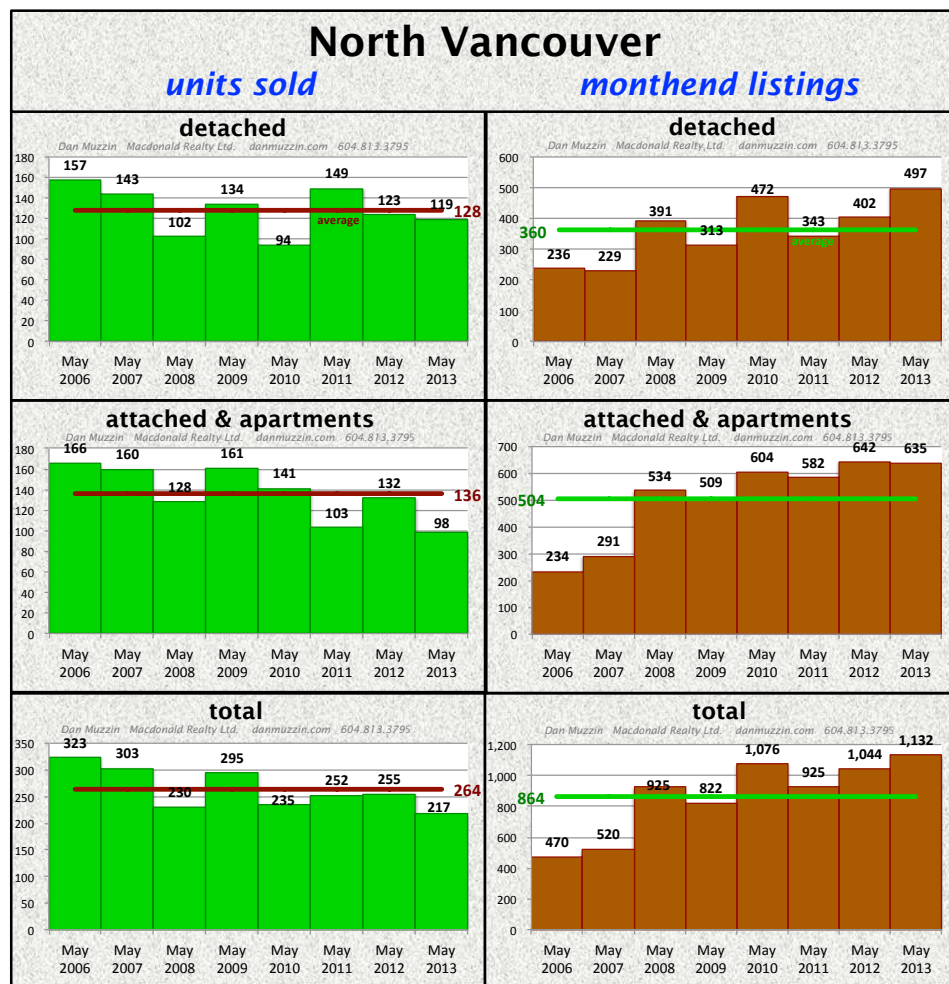 North Vancouver
units sold
monthend listings
detached
Dan Muzzin Macdonald Realty Ltd. danmuzzin.com 604.813.3795
180
160
140
120
100
80
60
40
20
0
157
143
102
134
94
149
123
119
average
128
May 2006
May 2007
May 2008
May 2009
May 2010
May 2011
May 2012
May 2013
detached
Dan Muzzin Macdonald Realty,Ltd. danmuzzin.com 604.813.3795
600
500
400
300
200
100
0
360
236
229
391
313
472
343
402
497
average
May 2006
May 2007
May 2008
May 2009
May 2010
May 2011
May 2012
May 2013
attached & apartments
Dan Muzzin Macdonald Realty Ltd. danmuzzin.com 604.813.3795
180
160
140
120
100
80
60
40
20
0
166
160
128
161
141
103
132
98
136
May 2006
May 2007
May 2008
May 2009
May 2010
May 2011
May 2012
May 2013
attached & apartments
Dan Muzzin Macdonald Realty Ltd. danmuzzin.com 604.813.3795
700
600
500
400
300
200
100
0
504
234
291
534
509
604
582
642
635
May 2006
May 2007
May 2008
May 2009
May 2010
May 2011
May 2012
May 2013
total
Dan Muzzin Macdonald Realty Ltd. danmuzzin.com 604.813.3795
350
300
250
200
150
100
50
0
323
303
230
295
235
252
255
217
264
May 2006
May 2007
May 2008
May 2009
May 2010
May 2011
May 2012
May 2013
total
Dan Muzzin Macdonald Realty Ltd. danmuzzin.com 604.813.3795
1,200
1,000
800
600
400
200
0
864
470
520
925
822
1,076
925
1,044
1,132
May 2006
May 2007
May 2008
May 2009
May 2010
May 2011
May 2012
May 2013